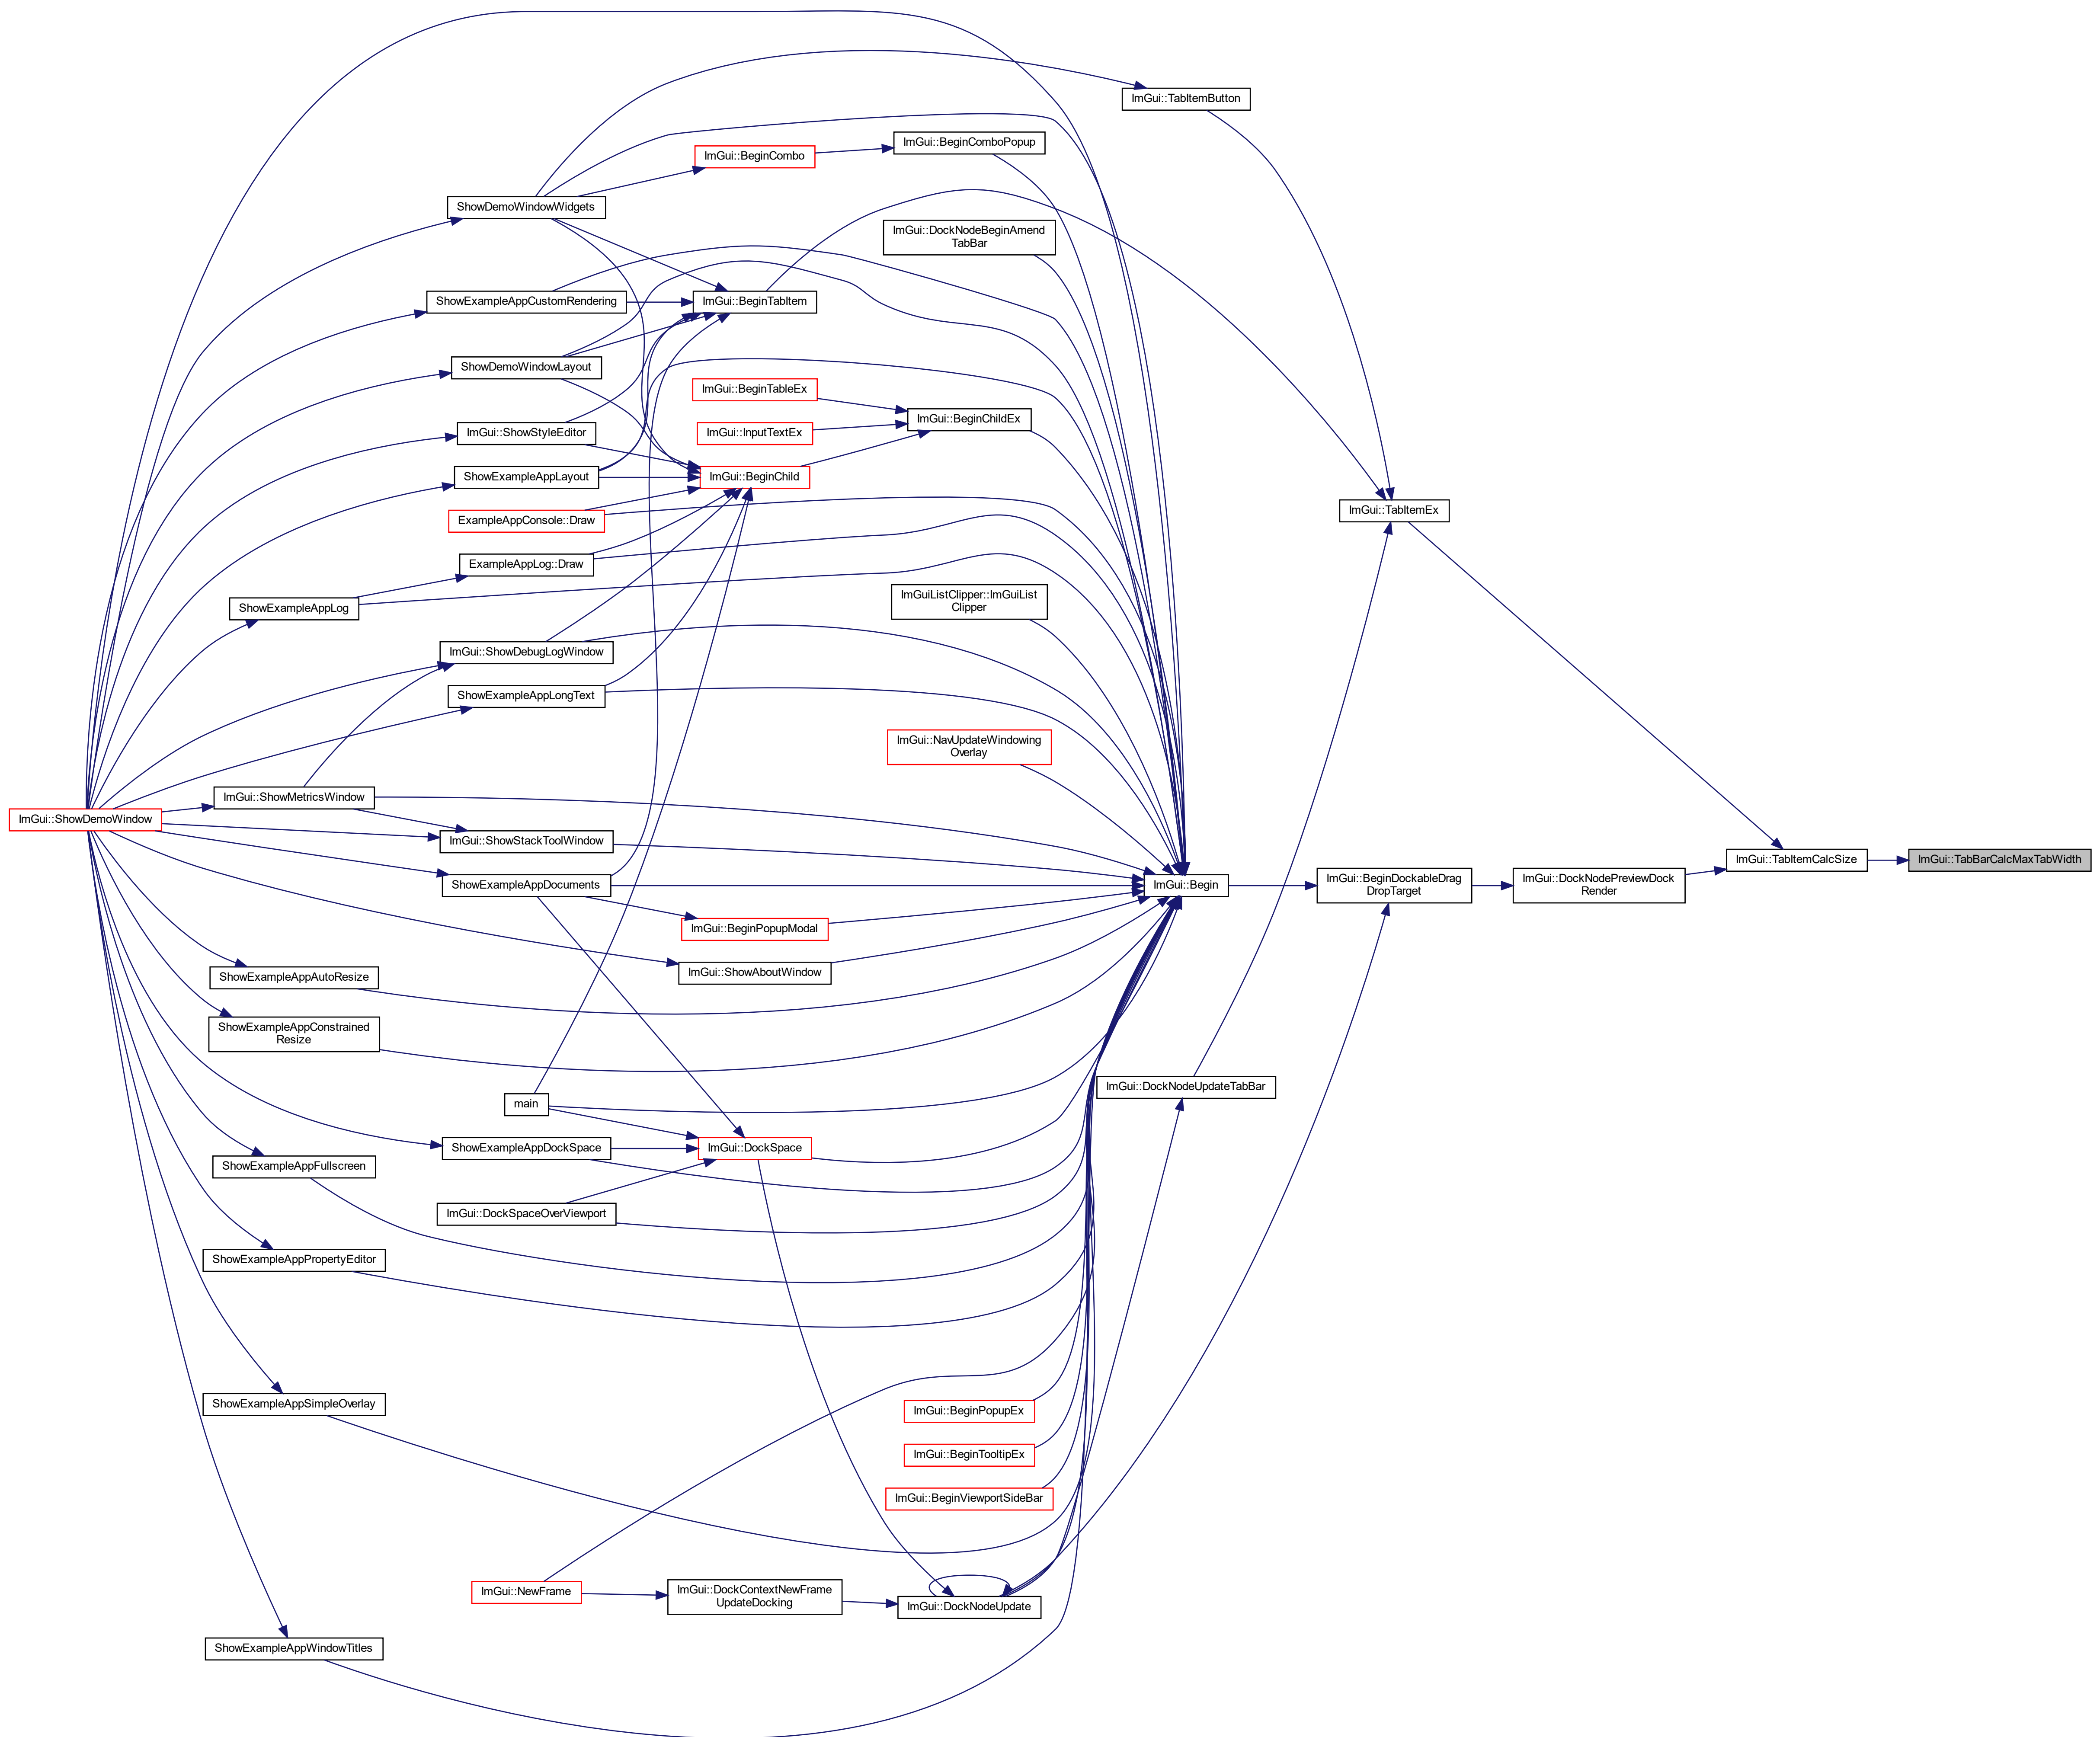 ImGui::TabItemButton
ImGui::BeginComboPopup
ImGui::BeginCombo
ShowDemoWindowWidgets
ImGui::DockNodeBeginAmend
TabBar
ShowExampleAppCustomRendering
ImGui::BeginTabItem
ShowDemoWindowLayout
ImGui::BeginTableEx
ImGui::BeginChildEx
ImGui::ShowStyleEditor
ImGui::InputTextEx
ShowExampleAppLayout
ImGui::BeginChild
ExampleAppConsole::Draw
ImGui::TabItemEx
ExampleAppLog::Draw
ShowExampleAppLog
ImGuiListClipper::ImGuiList
Clipper
ImGui::ShowDebugLogWindow
ShowExampleAppLongText
ImGui::NavUpdateWindowing
Overlay
ImGui::ShowMetricsWindow
ImGui::ShowDemoWindow
ImGui::ShowStackToolWindow
ImGui::TabItemCalcSize
ImGui::TabBarCalcMaxTabWidth
ShowExampleAppDocuments
ImGui::Begin
ImGui::BeginDockableDrag
DropTarget
ImGui::DockNodePreviewDock
Render
ImGui::BeginPopupModal
ShowExampleAppAutoResize
ImGui::ShowAboutWindow
ShowExampleAppConstrained
Resize
ImGui::DockNodeUpdateTabBar
main
ShowExampleAppDockSpace
ImGui::DockSpace
ShowExampleAppFullscreen
ImGui::DockSpaceOverViewport
ShowExampleAppPropertyEditor
ShowExampleAppSimpleOverlay
ImGui::BeginPopupEx
ImGui::BeginTooltipEx
ImGui::BeginViewportSideBar
ImGui::NewFrame
ImGui::DockContextNewFrame
UpdateDocking
ImGui::DockNodeUpdate
ShowExampleAppWindowTitles